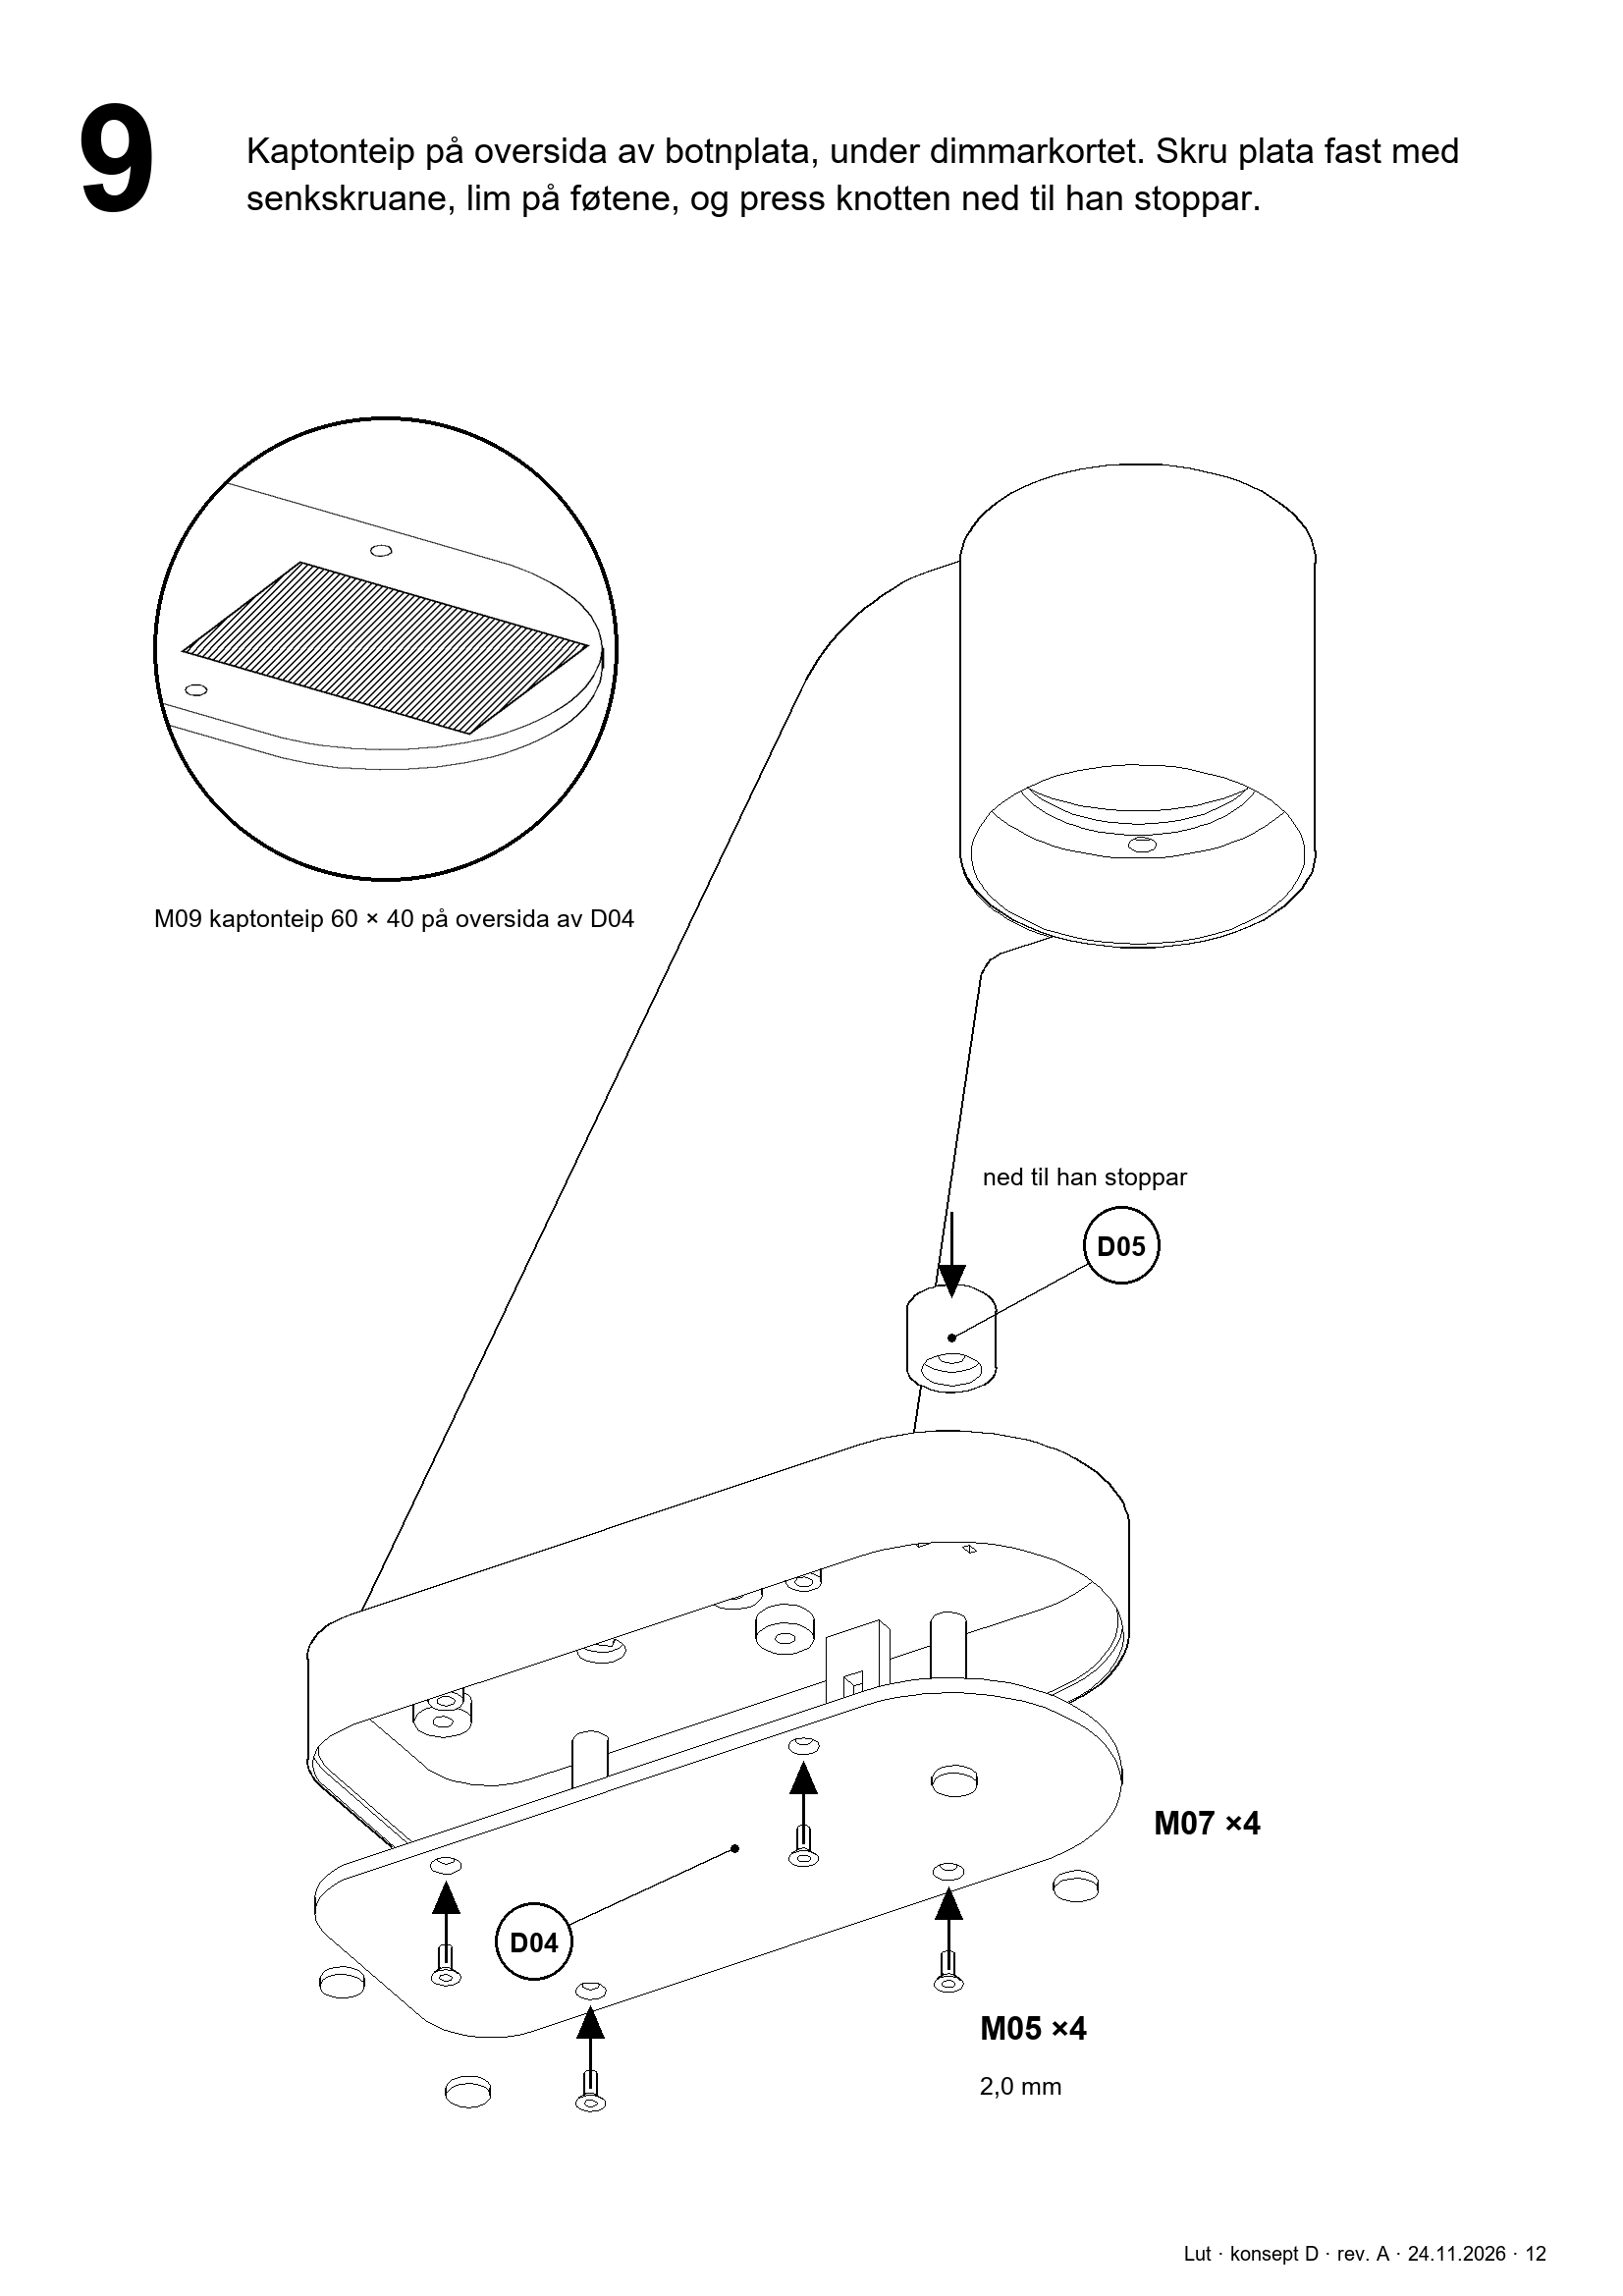 9
Kaptonteip på oversida av botnplata, under dimmarkortet. Skru plata fast med
senkskruane, lim på føtene, og press knotten ned til han stoppar.
M09 kaptonteip 60 × 40 på oversida av D04
ned til han stoppar
D05
M07 ×4
D04
M05 ×4
2,0 mm
Lut · konsept D · rev. A · 24.11.2026 · 12